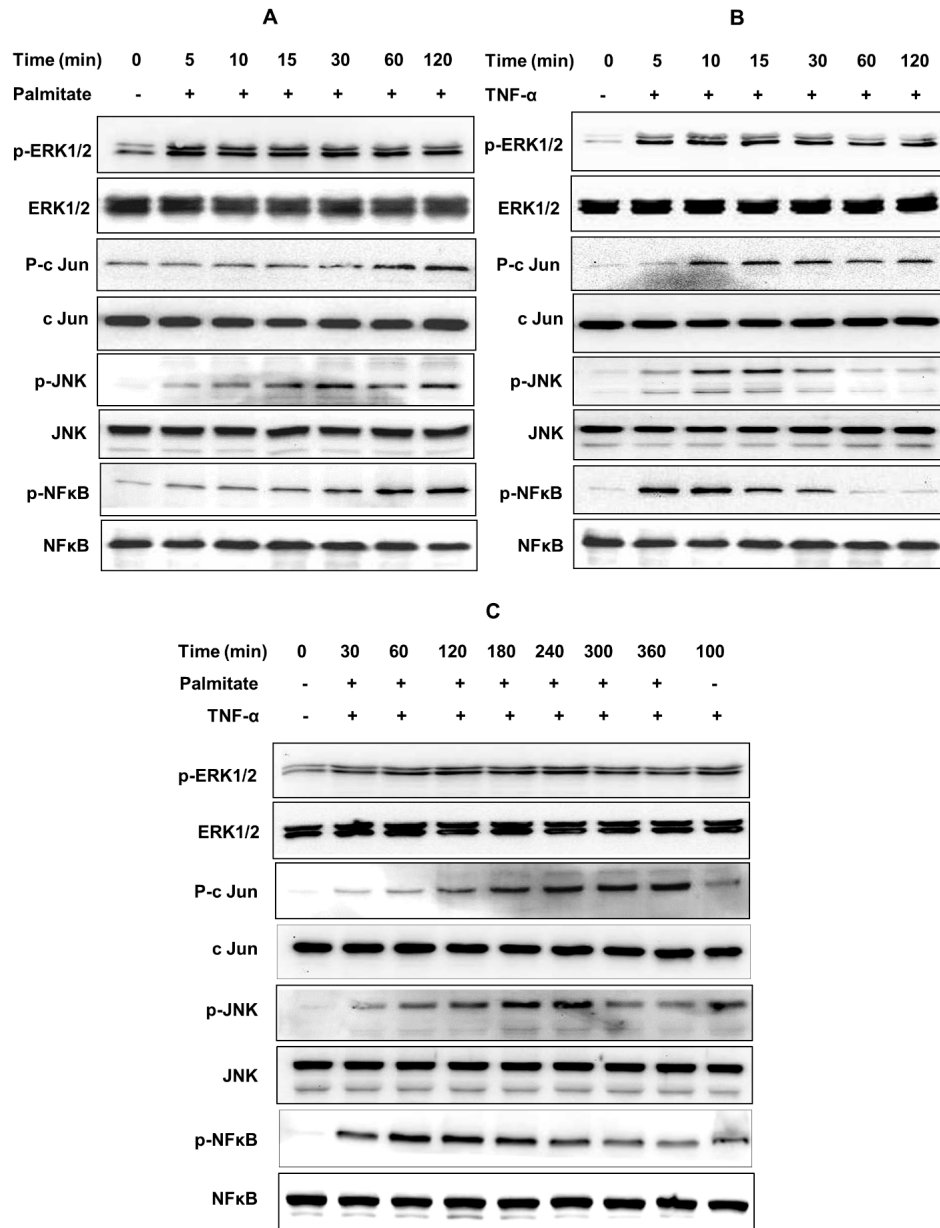 A
Time (min) 0 5 10 15 30 60 120
Palmitate - + + + + + +
p-ERK1/2
ERK1/2
P-c Jun
c Jun
p-JNK
JNK
p-NFκB
NFκB
B
Time (min) 0 5 10 15 30 60 120
TNF-α - + + + + + +
p-ERK1/2
ERK1/2
P-c Jun
c Jun
p-JNK
JNK
p-NFκB
NFκB
C
Time (min) 0 30 60 120 180 240 300 360 100
Palmitate - + + + + + + + -
TNF-α - + + + + + + + +
p-ERK1/2
ERK1/2
P-c Jun
c Jun
p-JNK
JNK
p-NFκB
NFκB